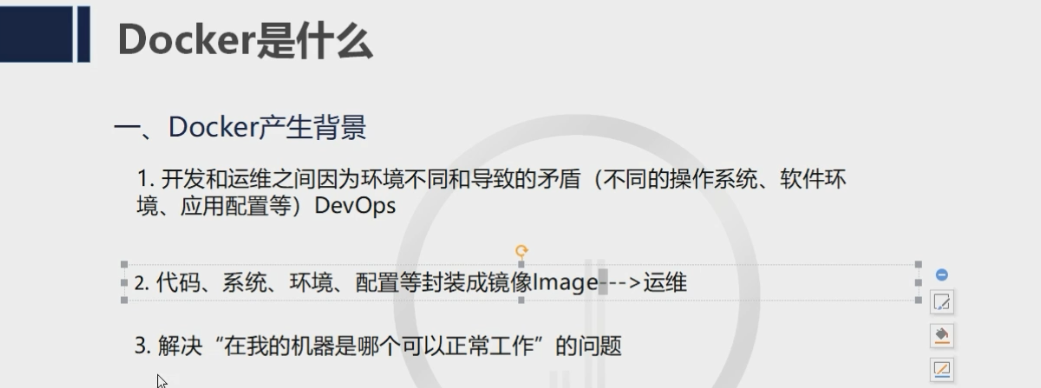 Docker是什么
一、Docker产生背景
1. 开发和运维之间因为环境不同和导致的矛盾（不同的操作系统、软件环
境、应用配置等）DevOps
2. 代码、系统、环境、配置等封装成镜像Image--->运维
3. 解决“在我的机器是哪个可以正常工作”的问题